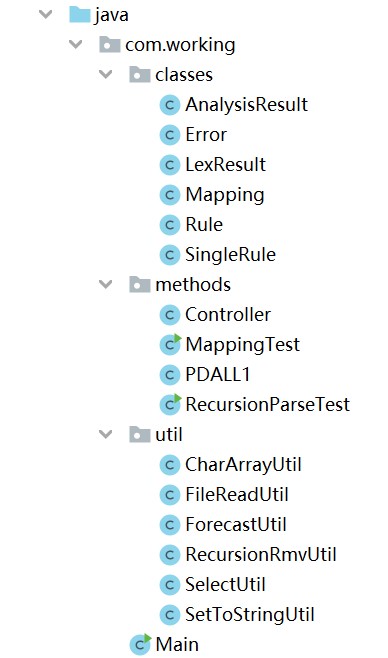 java
com.working
classes
AnalysisResult
Error
LexResult
Mapping
Rule
SingleRule
methods
Controller
MappingTest
PDALL1
RecursionParseTest
util
CharArrayUtil
FileReadUtil
ForecastUtil
RecursionRmvUtil
SelectUtil
SetToStringUtil
Main